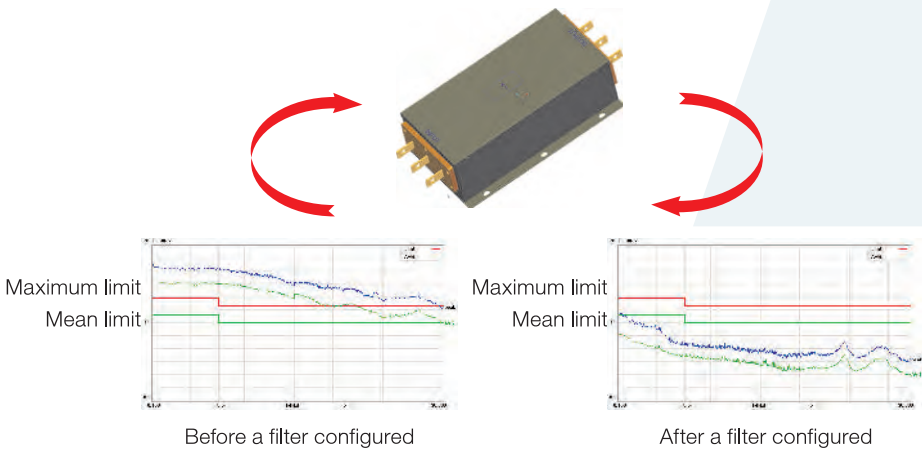 Maximum limit
Mean limit
Before a filter configured
Maximum limit
Mean limit
After a filter configured